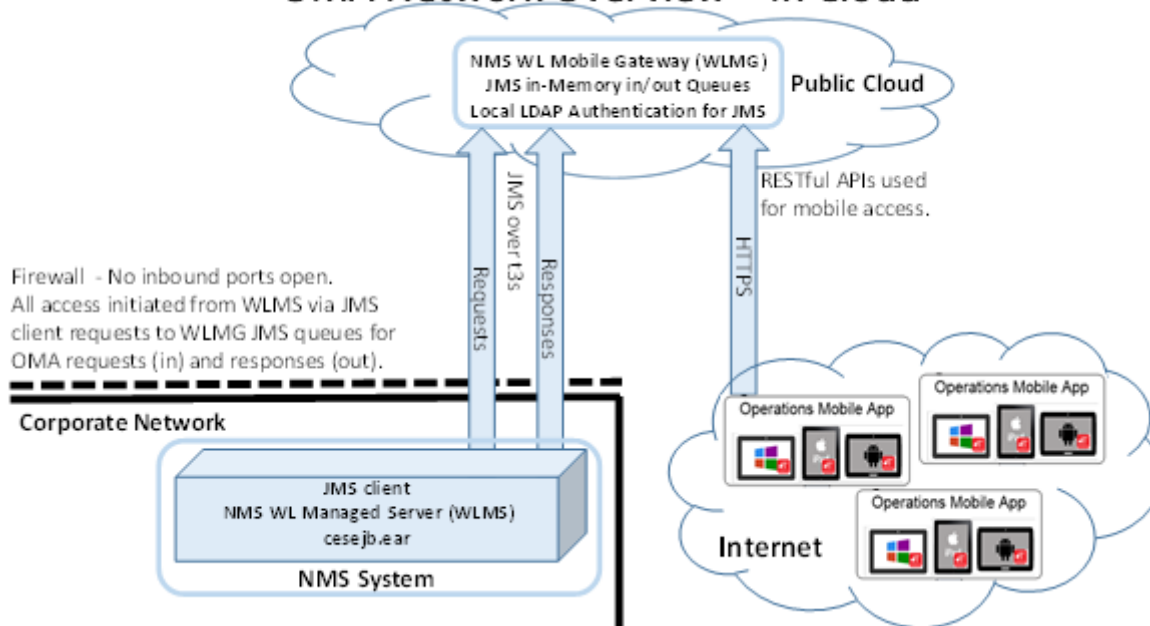 NMS WL Mobile Gateway (WLMG)
JMS in-Memory in/out Queues
Local LDAP Authentication for JMS
Public Cloud
RESTful APIs used
for mobile access.
JMS over t3s
Requests
Responses
HTTPS
Firewall - No inbound ports open.
All access initiated from WLMS via JMS
client requests to WLMG JMS queues for
OMA requests (in) and responses (out).
Corporate Network
JMS client
NMS WL Managed Server (WLMS)
cesejb.ear
NMS System
Operations Mobile App
Operations Mobile App
Operations Mobile App
Internet